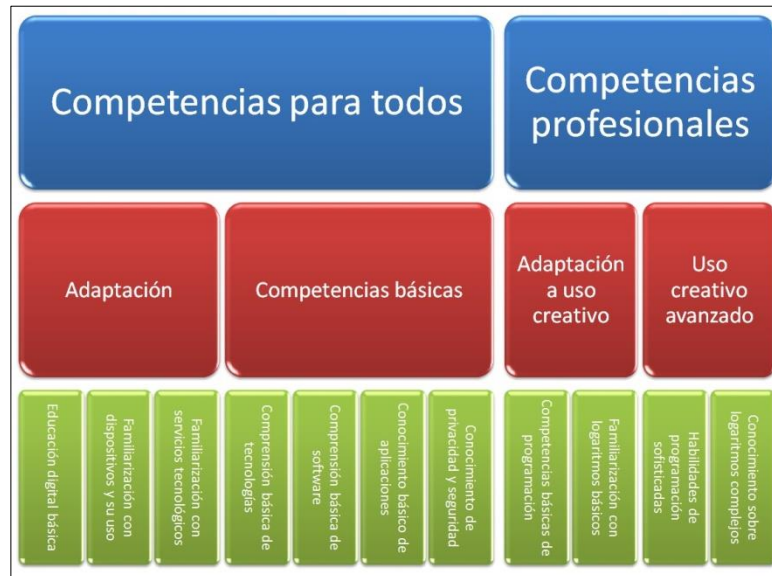 Competencias para todos
Competencias
profesionales
Adaptación
Competencias básicas
Adaptación
a uso
creativo
Uso
creativo
avanzado
Educación digital básica
Familiarización con
dispositivos y su uso
Familiarización con
servicios tecnológicos
Comprensión básica de
tecnologías
Comprensión básica de
software
Conocimiento básico de
aplicaciones
Conocimiento de
privacidad y seguridad
Competencias básicas de
programación
Familiarización con
logaritmos básicos
Habilidades de
programación
sofisticadas
Conocimiento sobre
logaritmos complejos